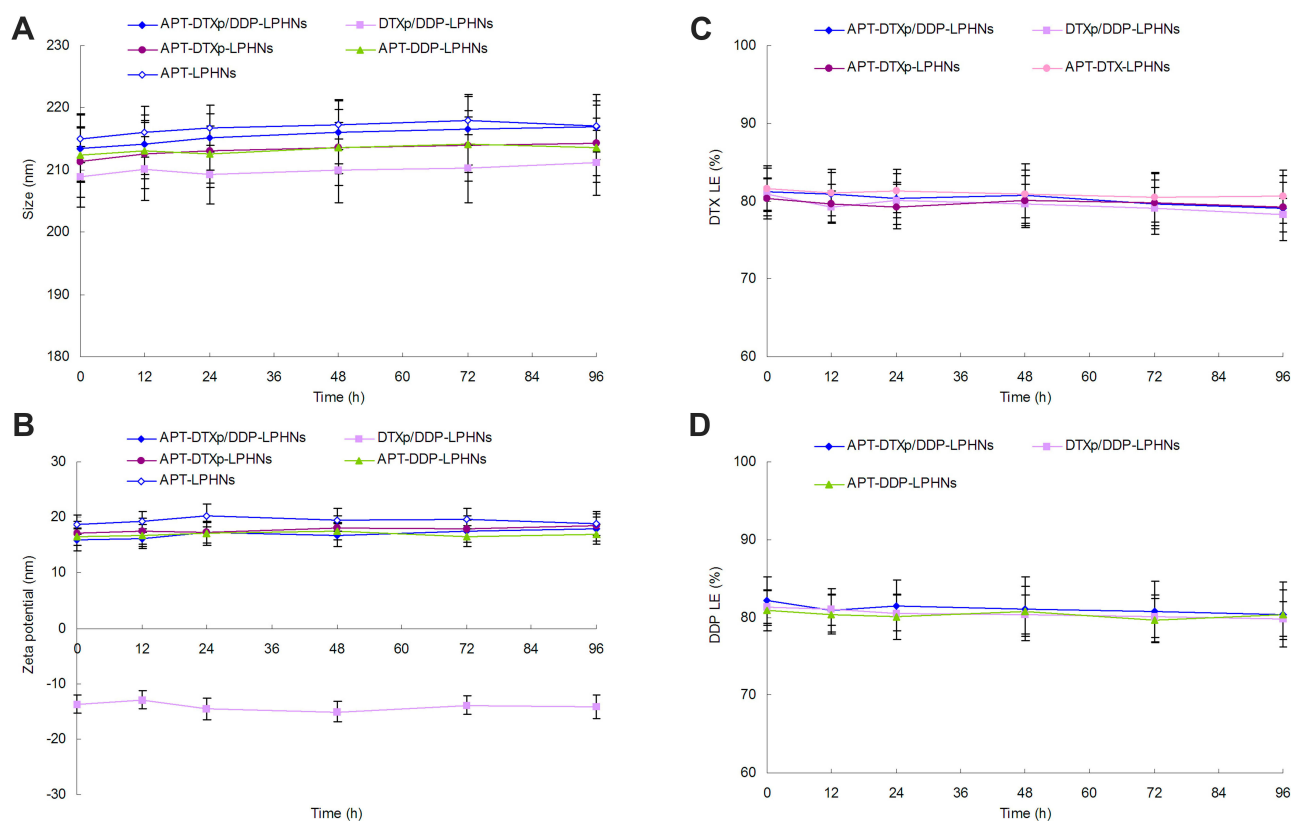 A
APT-DTXp/DDP-LPHNs
DTXp/DDP-LPHNs
APT-DTXp-LPHNs
APT-DDP-LPHNs
APT-LPHNs
230
220
210
200
190
180
Size (nm)
0 12 24 36 48 60 72 84 96
Time (h)
B
APT-DTXp/DDP-LPHNs
DTXp/DDP-LPHNs
APT-DTXp-LPHNs
APT-DDP-LPHNs
APT-LPHNs
30
20
10
0
-10
-20
-30
Zeta potential (nm)
0 12 24 36 48 60 72 84 96
Time (h)
C
APT-DTXp/DDP-LPHNs
DTXp/DDP-LPHNs
APT-DTXp-LPHNs
APT-DTX-LPHNs
100
90
80
70
60
DTX LE (%)
0 12 24 36 48 60 72 84 96
Time (h)
D
APT-DTXp/DDP-LPHNs
DTXp/DDP-LPHNs
APT-DDP-LPHNs
100
90
80
70
60
DDP LE (%)
0 12 24 36 48 60 72 84 96
Time (h)